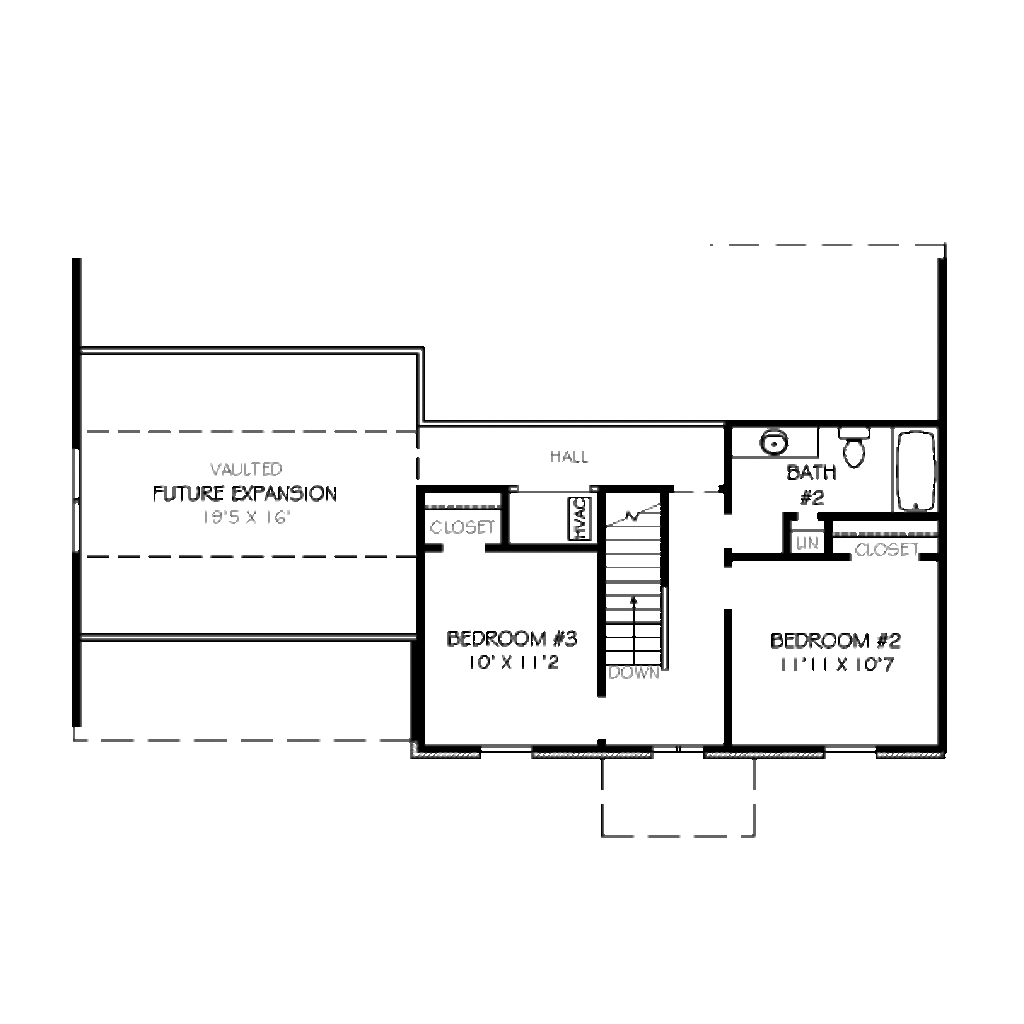 HALL
VAULTED
FUTURE EXPANSION
19'5 X 16'
BATH
#2
HVAC
CLOSET
LIN
CLOSET
BEDROOM #3
10' X 11'2
BEDROOM #2
11'11 X 10'7
DOWN